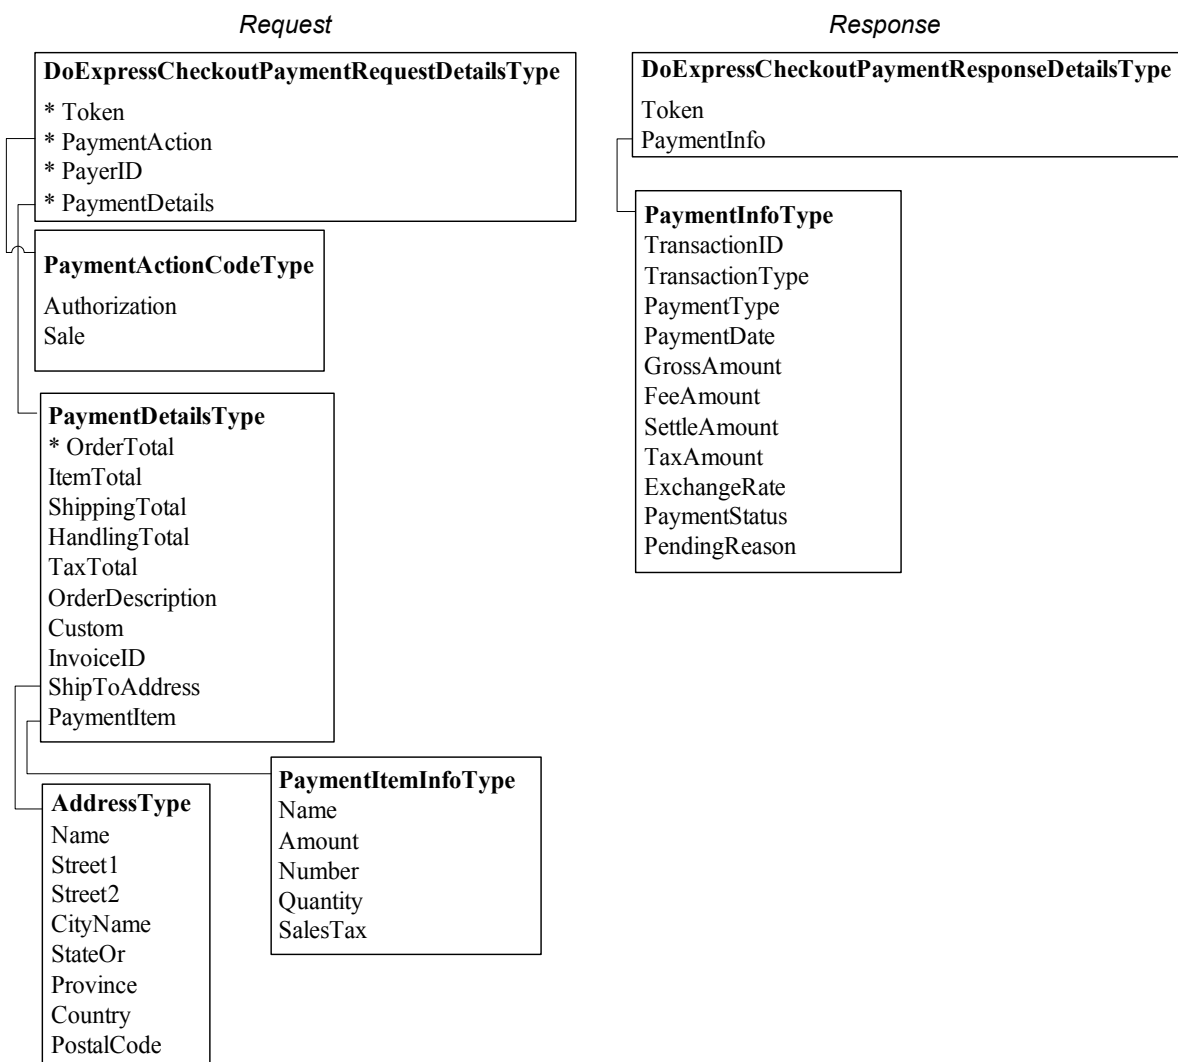 Request
DoExpressCheckoutPaymentRequestDetailsType
* Token
* PaymentAction
* PayerID
* PaymentDetails
PaymentActionCodeType
Authorization
Sale
PaymentDetailsType
* OrderTotal
ItemTotal
ShippingTotal
HandlingTotal
TaxTotal
OrderDescription
Custom
InvoiceID
ShipToAddress
PaymentItem
AddressType
Name
Street1
Street2
CityName
StateOr
Province
Country
PostalCode
PaymentItemInfoType
Name
Amount
Number
Quantity
SalesTax
Response
DoExpressCheckoutPaymentResponseDetailsType
Token
PaymentInfo
PaymentInfoType
TransactionID
TransactionType
PaymentType
PaymentDate
GrossAmount
FeeAmount
SettleAmount
TaxAmount
ExchangeRate
PaymentStatus
PendingReason